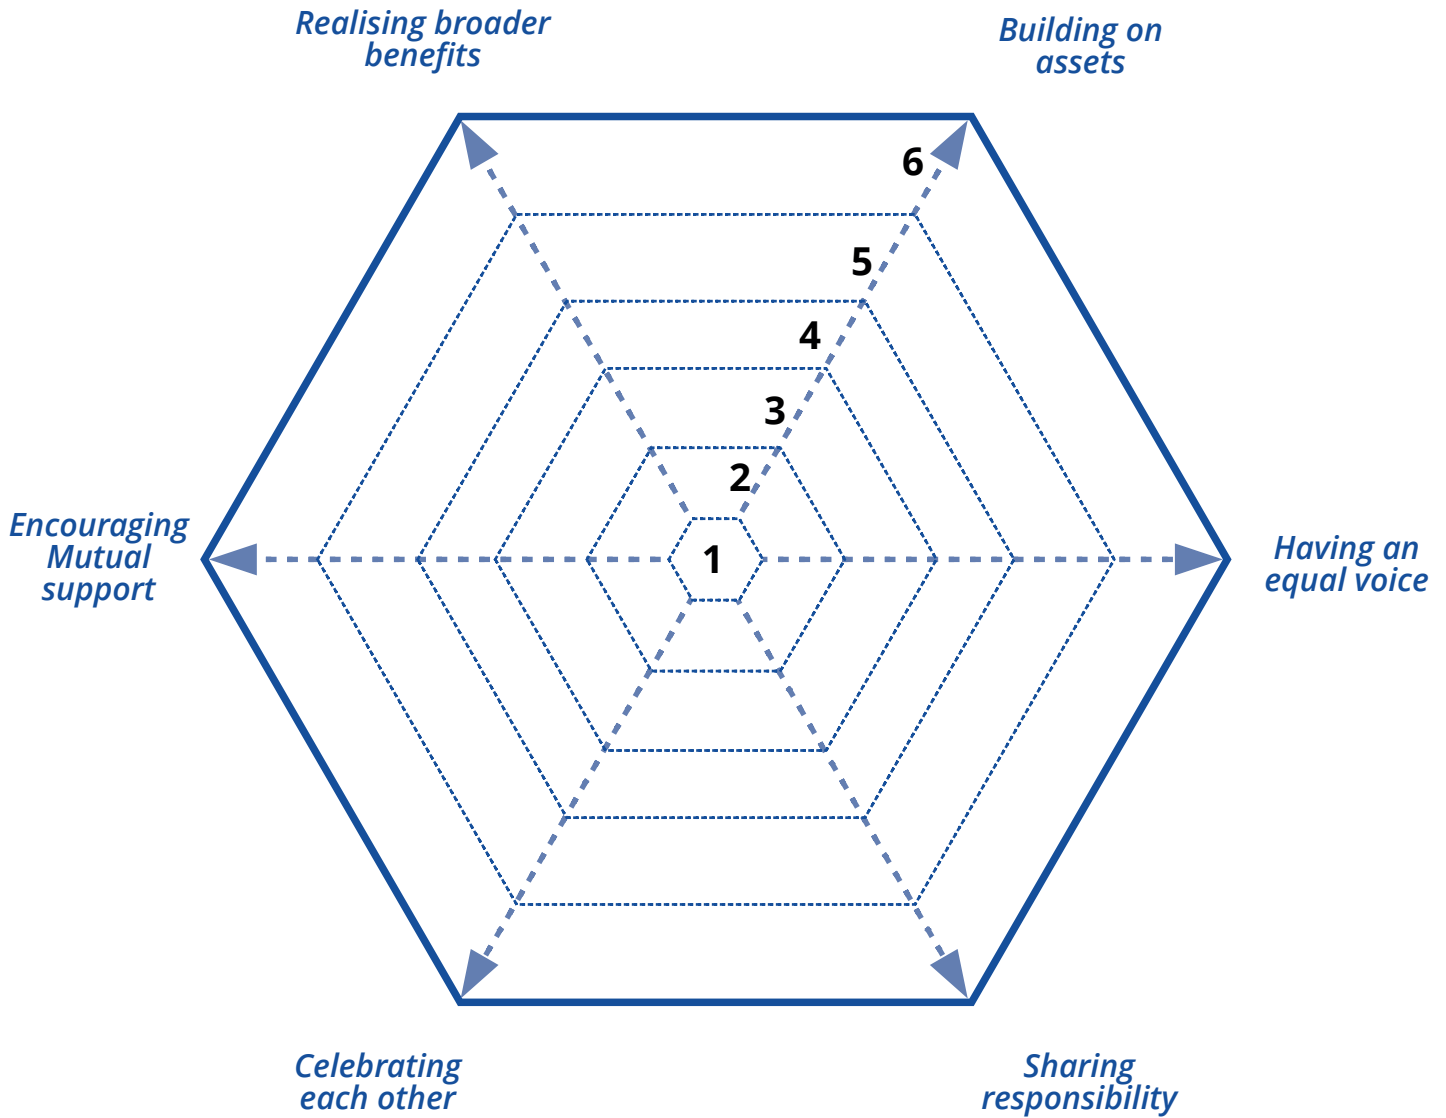 Realising broader
benefits
Building on
assets
6
5
4
3
2
1
Encouraging
Mutual
support
Having an
equal voice
Celebrating
each other
Sharing
responsibility